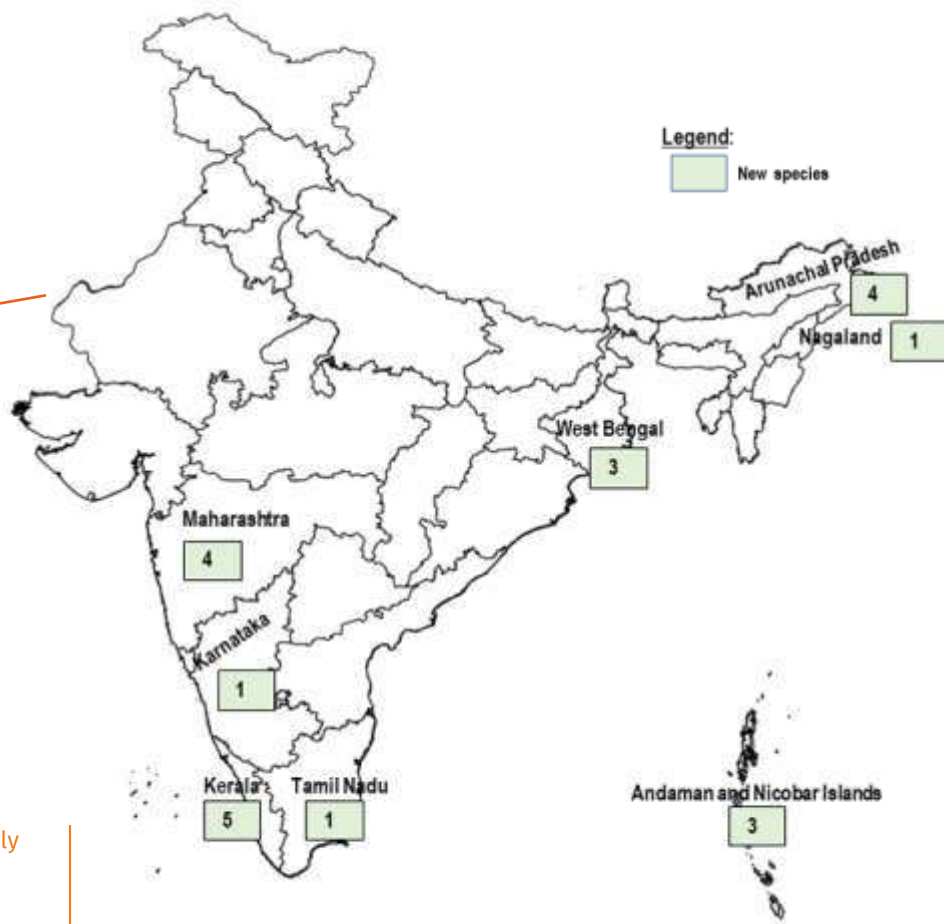 Legend:
New species
Arunachal Pradesh
4
Nagaland
1
West Bengal
3
Maharashtra
4
Karnataka
1
Kerala
5
Tamil Nadu
1
Andaman and Nicobar Islands
3
ly